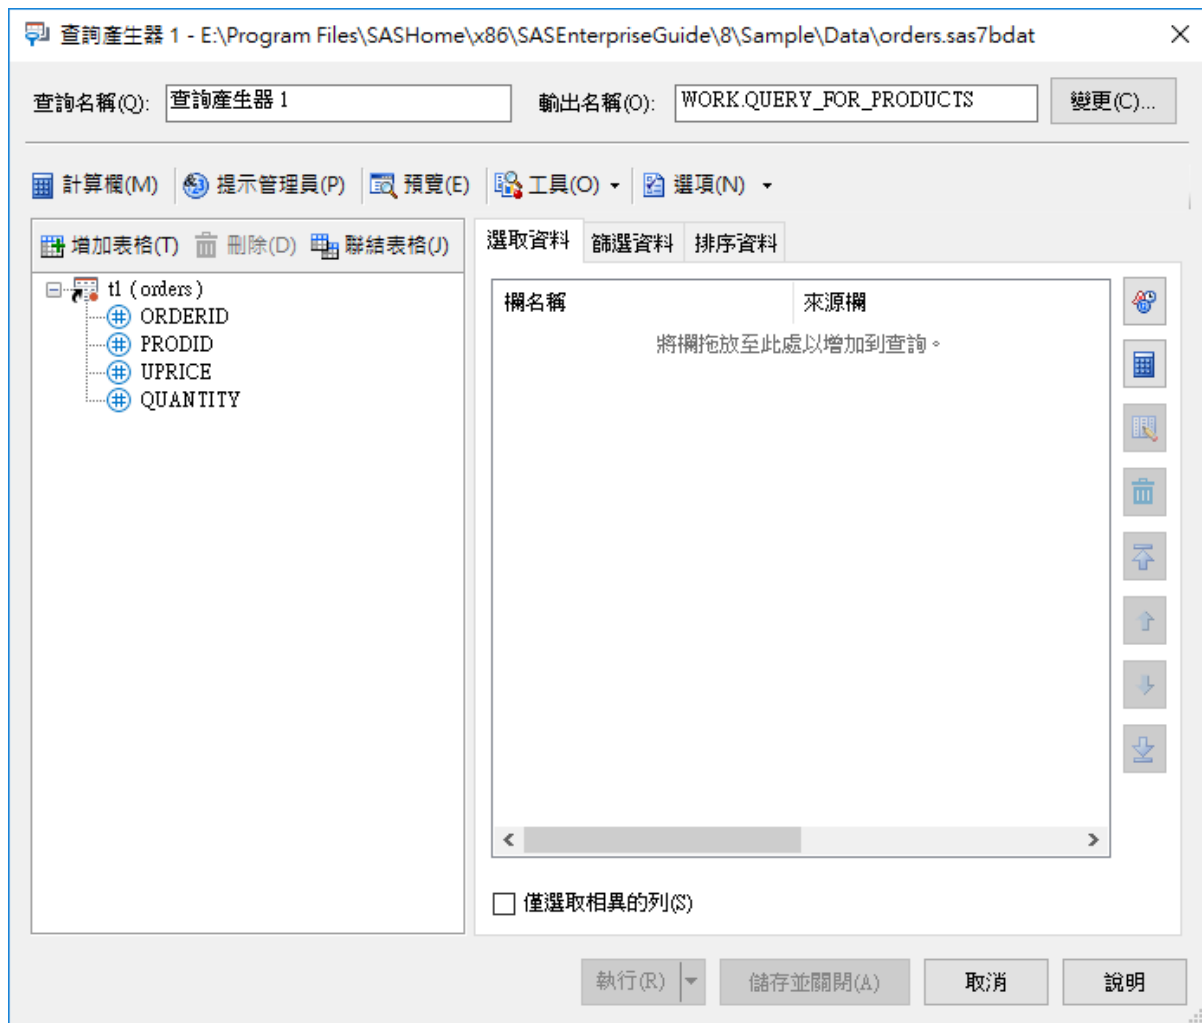 查詢產生器 1 - E:\Program Files\SASHome\x86\SASEnterpriseGuide\8\Sample\Data\orders.sas7bdat
查詢名稱(Q): 查詢產生器 1 輸出名稱(O): WORK.QUERY_FOR_PRODUCTS 變更(C)...
計算欄(M) 提示管理員(P) 預覽(E) 工具(O) 選項(N)
增加表格(T) 刪除(D) 聯結表格(J)
t1 (orders)
ORDERID
PRODID
UPRICE
QUANTITY
選取資料 篩選資料 排序資料
欄名稱 來源欄
將欄拖放至此處以增加到查詢。
僅選取相異的列(S)
執行(R) 儲存並關閉(A) 取消 說明